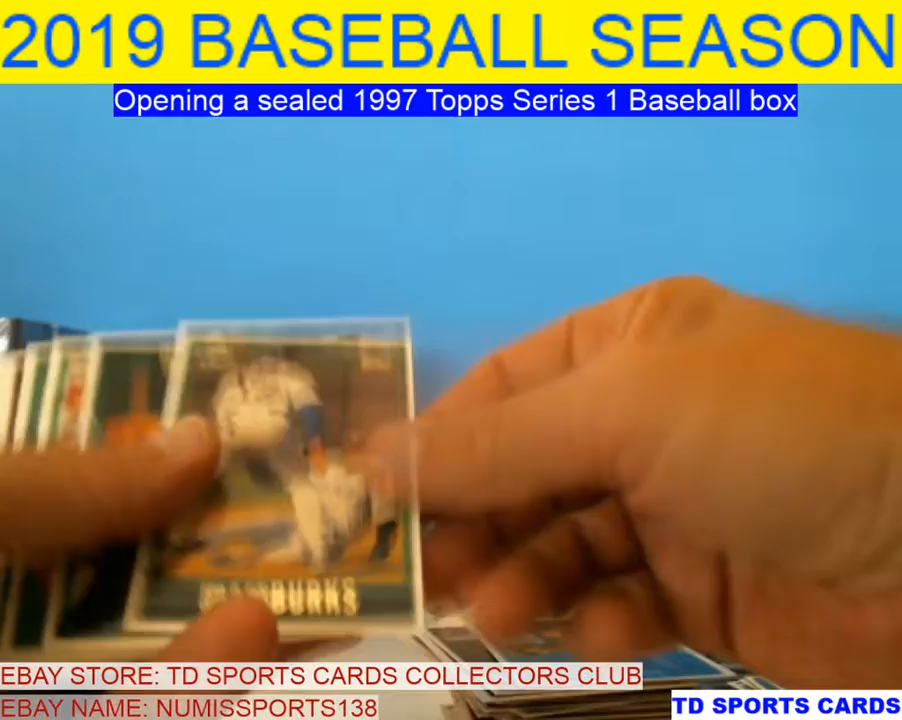 2019 BASEBALL SEASON
Opening a sealed 1997 Topps Series 1 Baseball box
BURKS
EBAY STORE: TD SPORTS CARDS COLLECTORS CLUB
EBAY NAME: NUMISSPORTS138
TD SPORTS CARDS